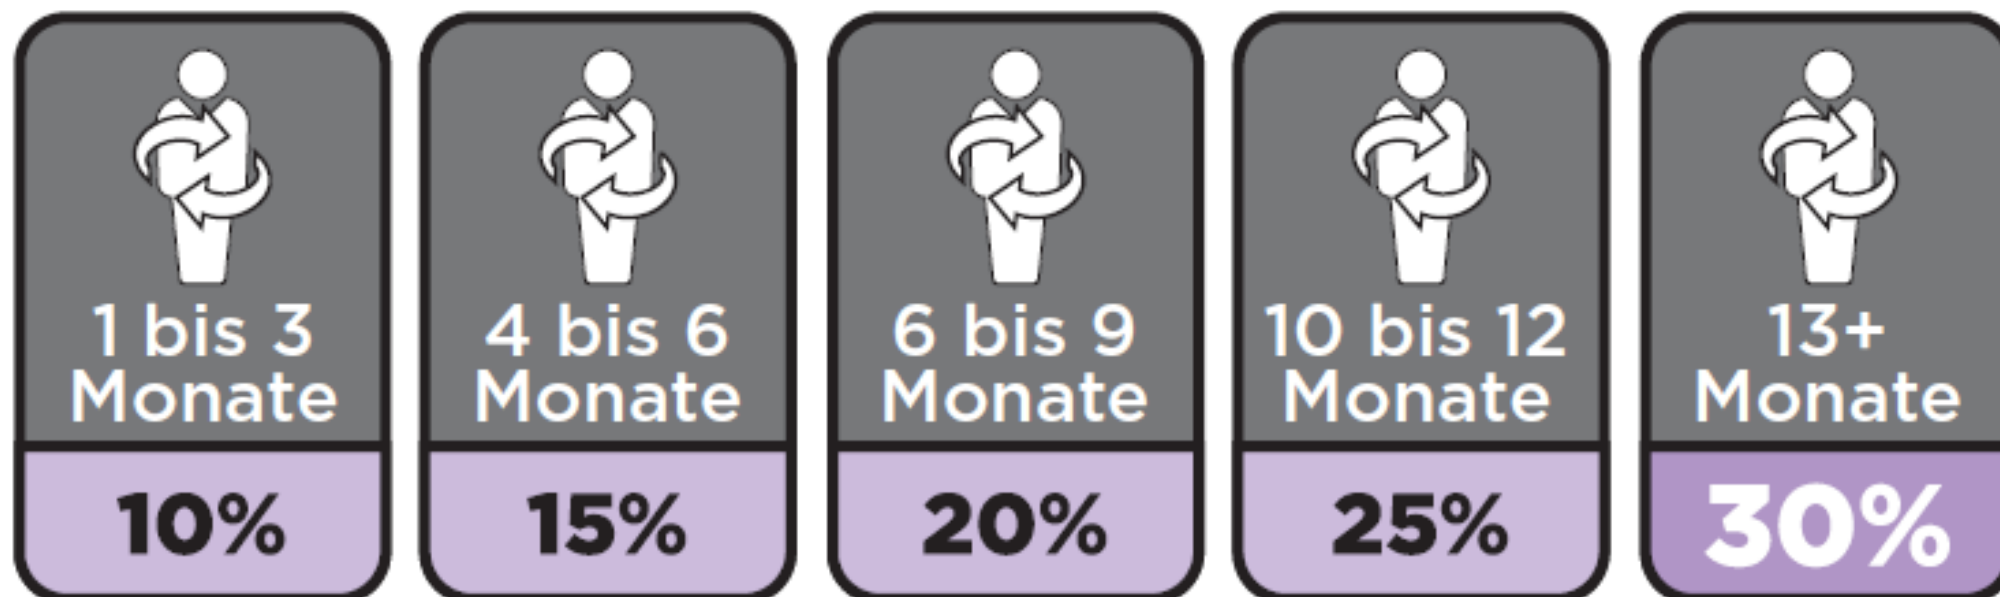 1 bis 3
Monate
10%
4 bis 6
Monate
15%
6 bis 9
Monate
20%
10 bis 12
Monate
25%
13+
Monate
30%